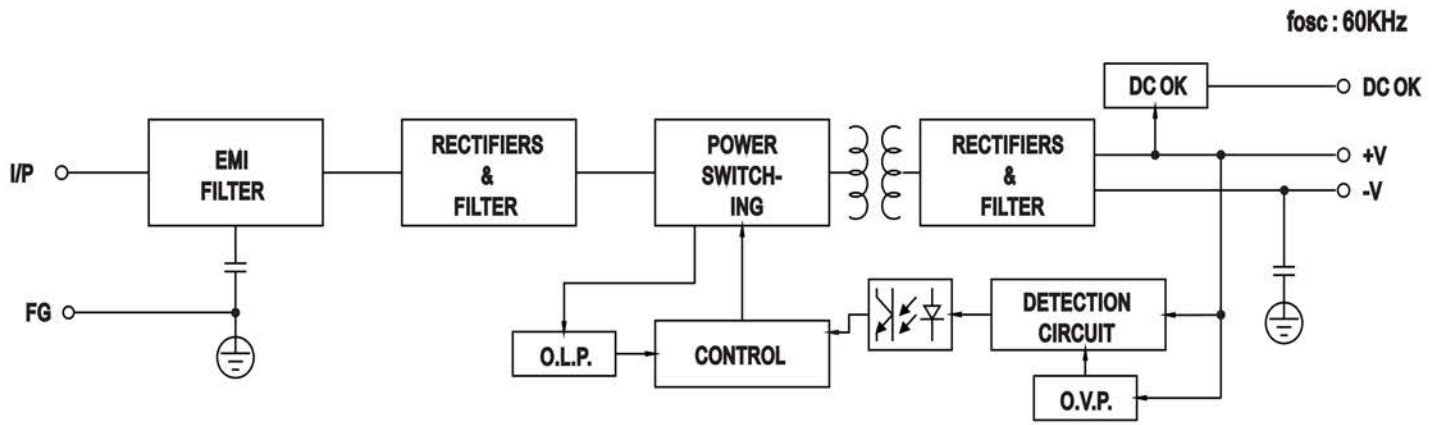 fosc : 60KHz
DC OK
DC OK
I/P
EMI
FILTER
RECTIFIERS
&
FILTER
POWER
SWITCH-
ING
RECTIFIERS
&
FILTER
+V
-V
FG
O.L.P.
CONTROL
DETECTION
CIRCUIT
O.V.P.